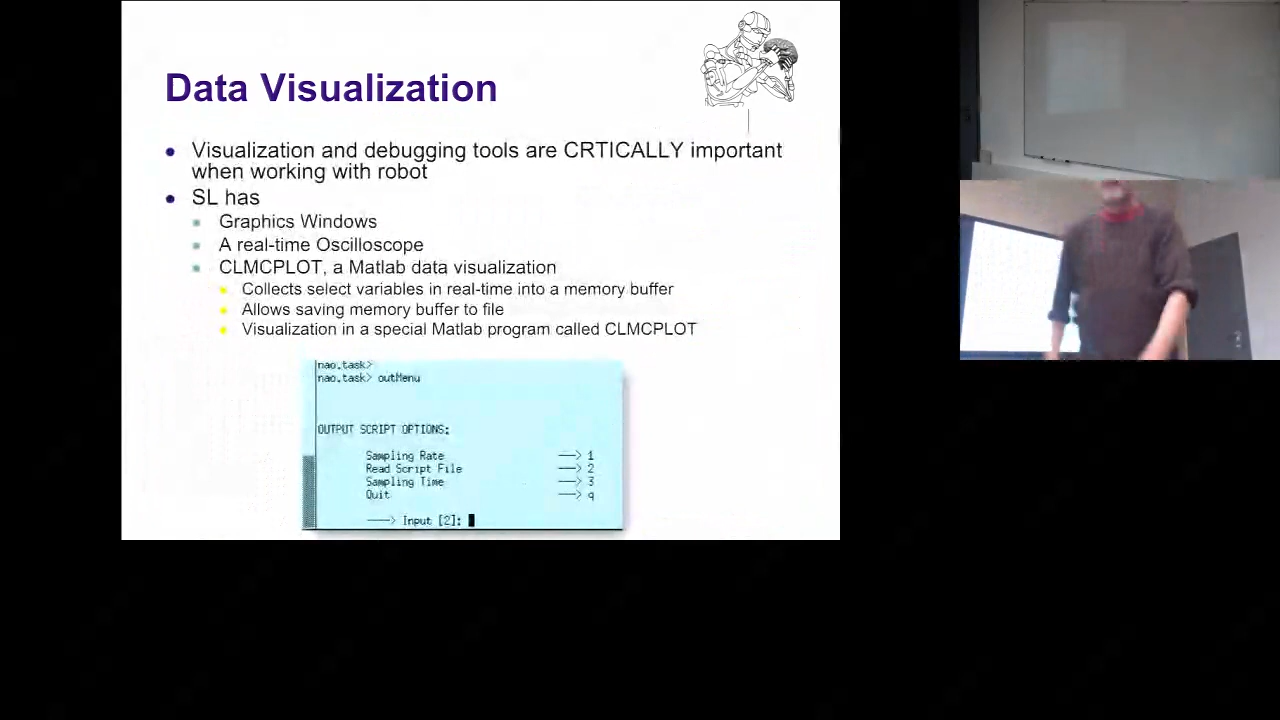 Data Visualization
Visualization and debugging tools are CRTICALLY important
when working with robot
SL has
Graphics Windows
A real-time Oscilloscope
CLMCPLOT, a Matlab data visualization
Collects select variables in real-time into a memory buffer
Allows saving memory buffer to file
Visualization in a special Matlab program called CLMCPLOT
nao.task>
nao.task> outMenu
OUTPUT SCRIPT OPTIONS:
Sampling Rate ---> 1
Read Script File ---> 2
Sampling Time ---> 3
Quit ---> q
----> Input [2]: